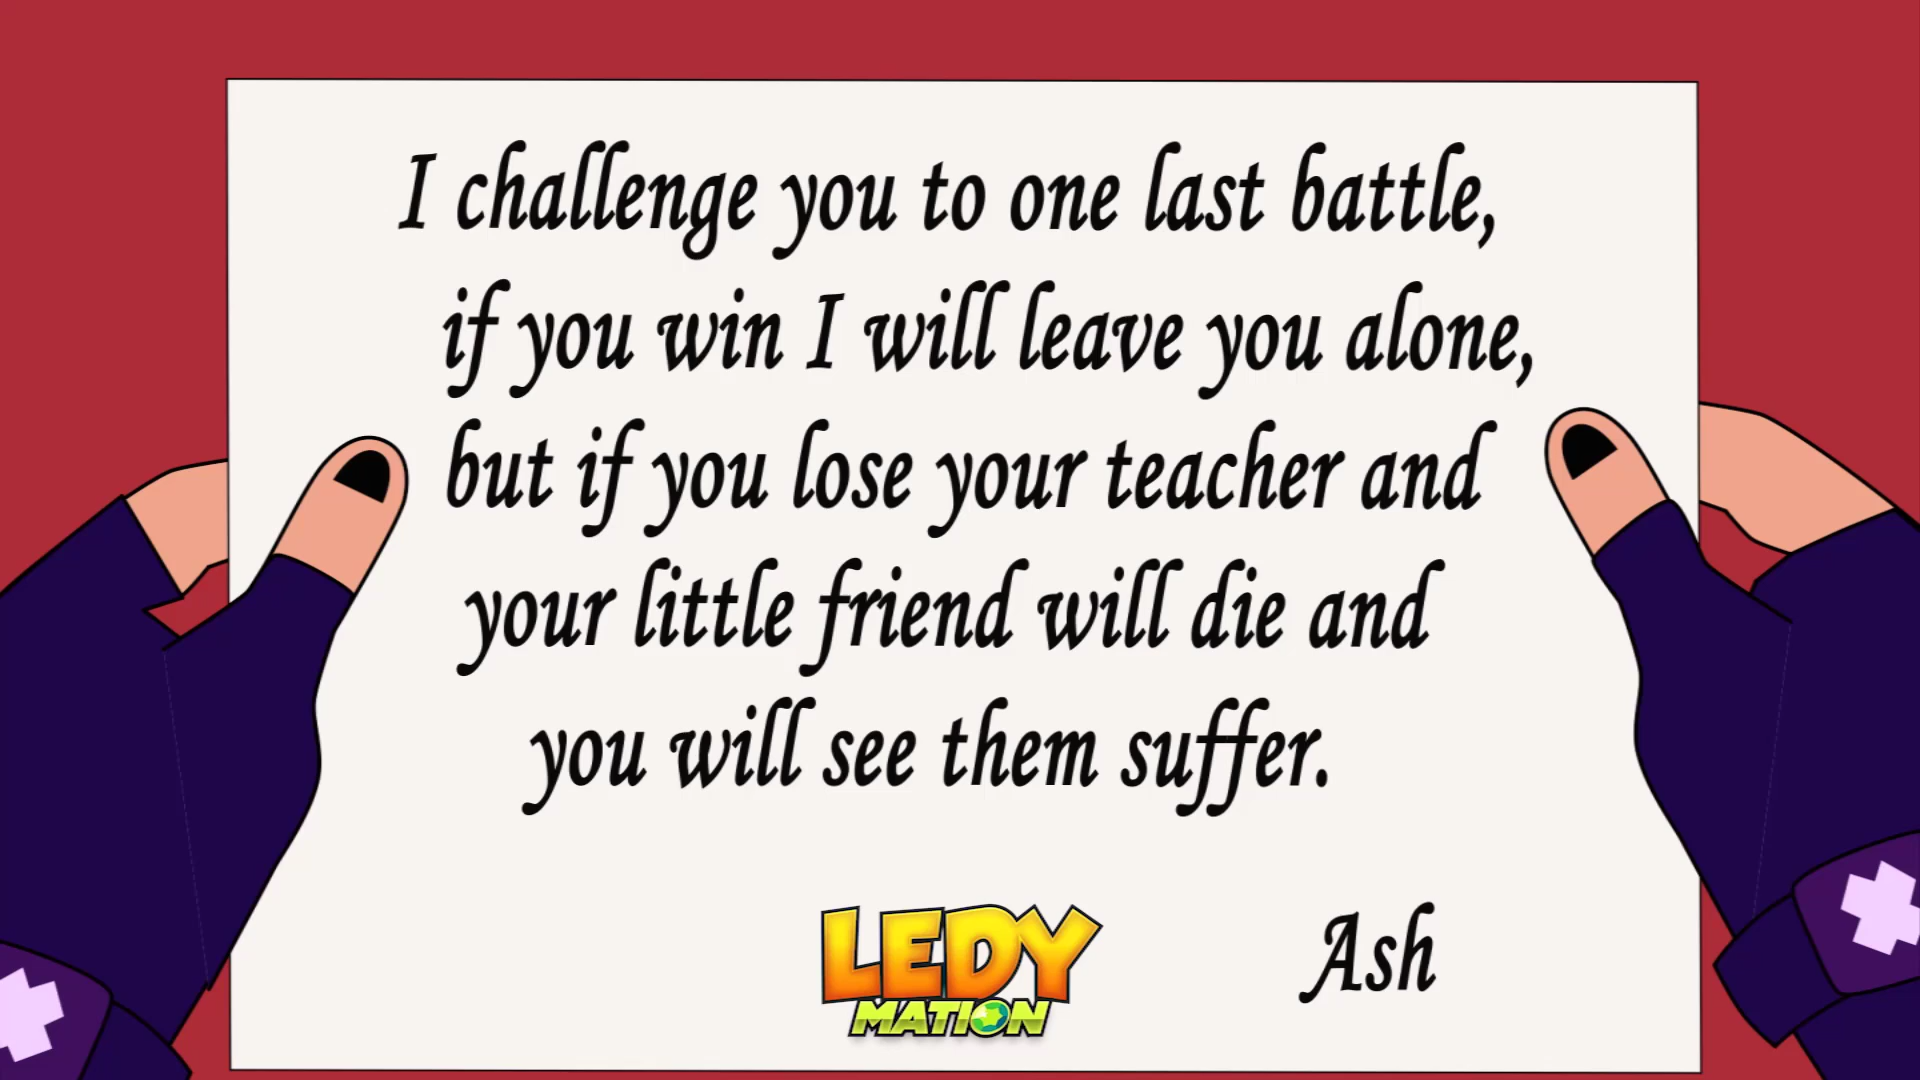 I challenge you to one last battle,
if you win I will leave you alone,
but if you lose your teacher and
your little friend will die and
you will see them suffer.
Ash
LEDY
MATION